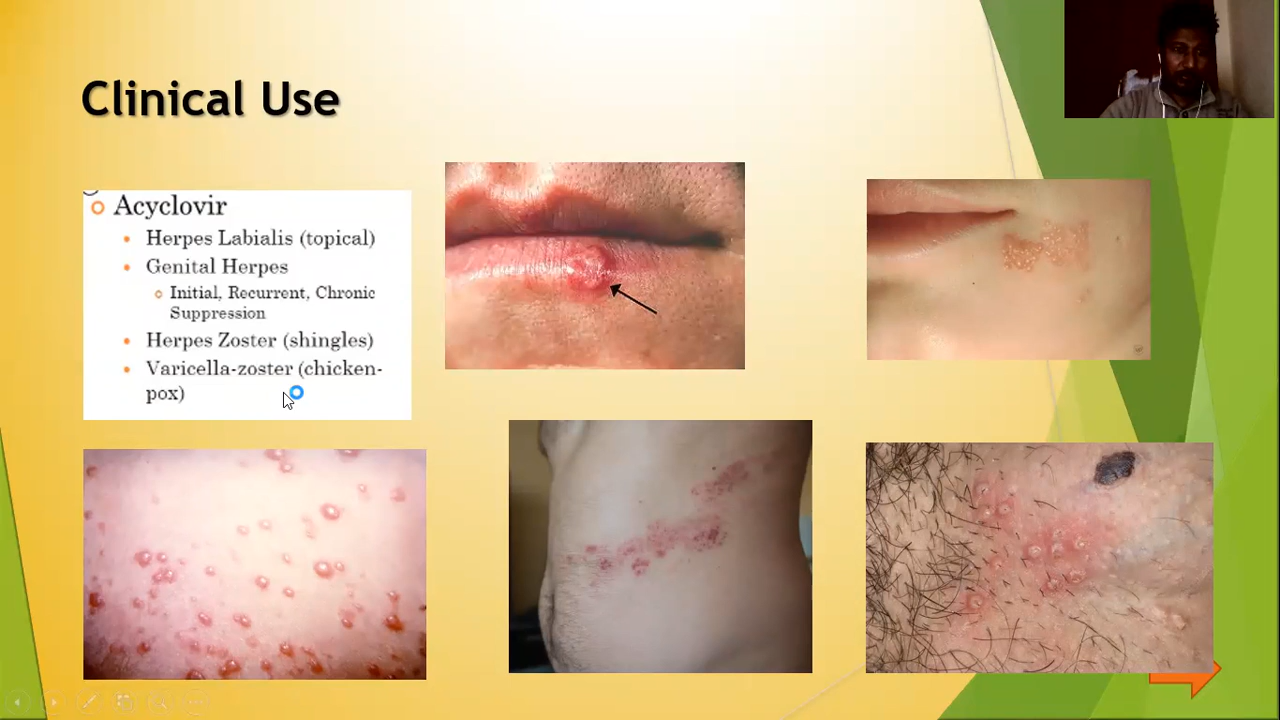 Clinical Use
Acyclovir
Herpes Labialis (topical)
Genital Herpes
Initial, Recurrent, Chronic
Suppression
Herpes Zoster (shingles)
Varicella-zoster (chicken-
pox)